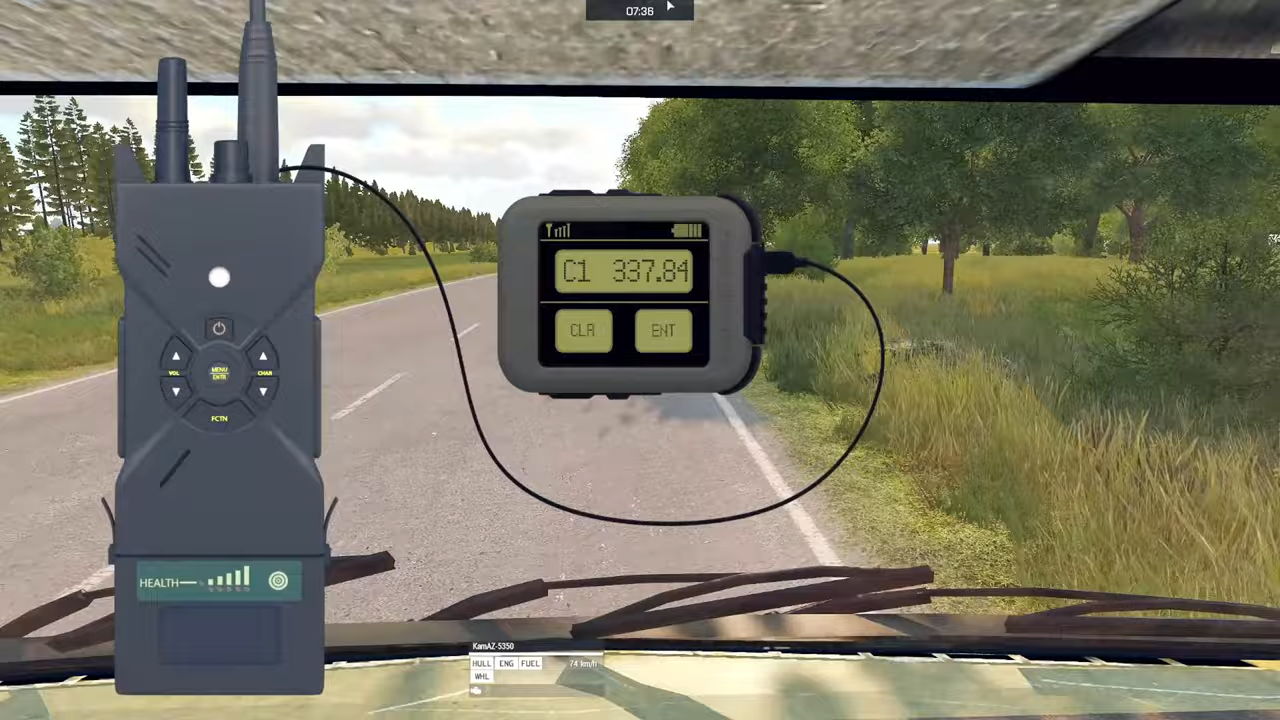 07:36
C1 337.84
CLR ENT
VOL MENU CHAN
ENTR
FCTN
HEALTH
KamAZ-5350
HULL ENG FUEL 74 km/h
WHL